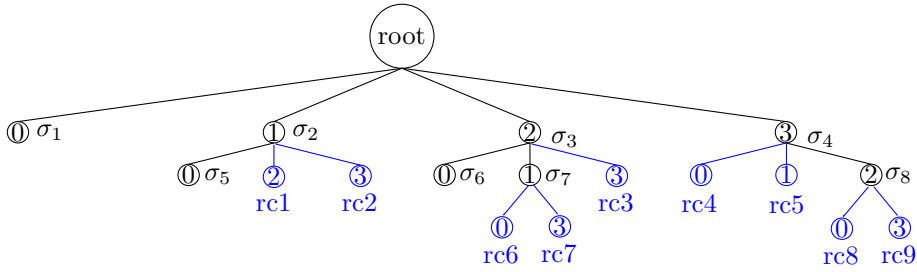 root
0 σ₁ 1 σ₂ 2 σ₃ 3 σ₄
0 σ₅ 2 3 0 σ₆ 1 σ₇ 3 0 1 2 σ₈
rc1 rc2 rc3 rc4 rc5
0 3 0 3
rc6 rc7 rc8 rc9